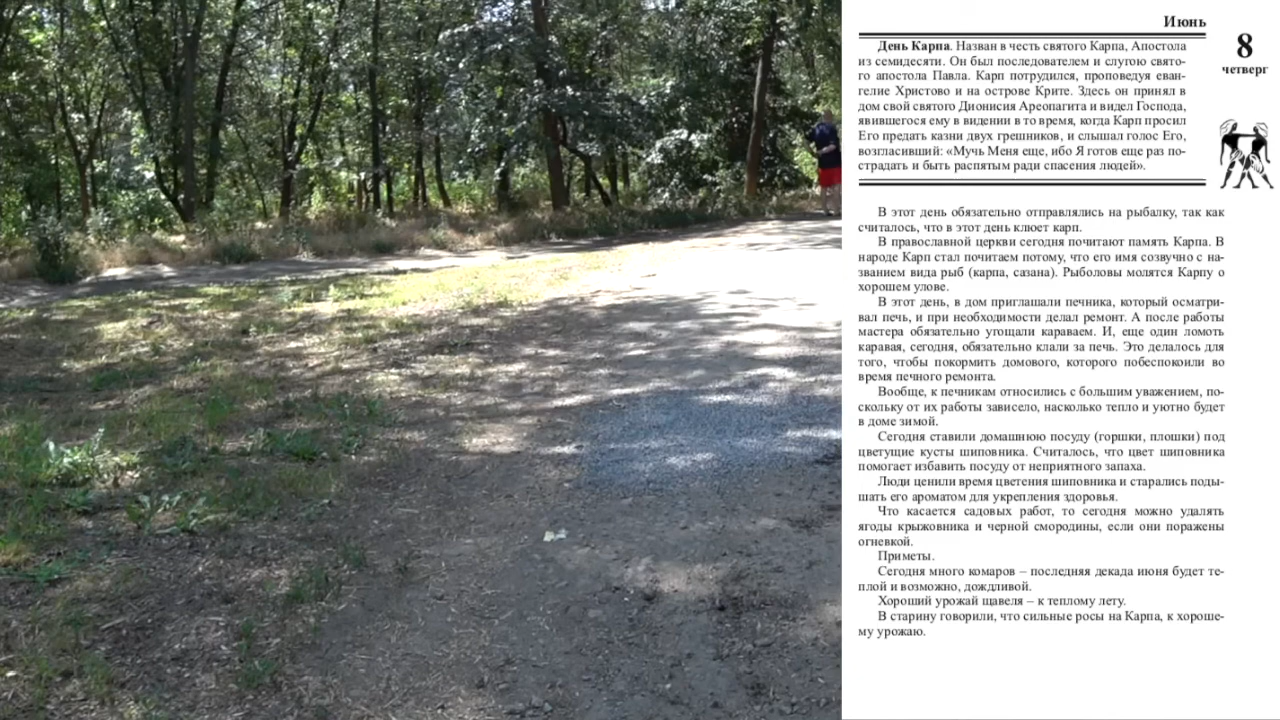 Июнь
8
четверг
День Карпа. Назван в честь святого Карпа, Апостола
из семидесяти. Он был последователем и слугою свято-
го апостола Павла. Карп потрудился, проповедуя еван-
гелие Христово и на острове Крите. Здесь он принял в
дом свой святого Дионисия Ареопагита и видел Господа,
явившегося ему в видении в то время, когда Карп просил
Его предать казни двух грешников, и слышал голос Его,
возгласивший: «Мучь Меня еще, ибо Я готов еще раз по-
страдать и быть распятым ради спасения людей».
В этот день обязательно отправлялись на рыбалку, так как
считалось, что в этот день клюет карп.
В православной церкви сегодня почитают память Карпа. В
народе Карп стал почитаем потому, что его имя созвучно с на-
званием вида рыб (карпа, сазана). Рыболовы молятся Карпу о
хорошем улове.
В этот день, в дом приглашали печника, который осматри-
вал печь, и при необходимости делал ремонт. А после работы
мастера обязательно угощали караваем. И, еще один ломоть
каравая, сегодня, обязательно клали за печь. Это делалось для
того, чтобы покормить домового, которого побеспокоили во
время печного ремонта.
Вообще, к печникам относились с большим уважением, по-
скольку от их работы зависело, насколько тепло и уютно будет
в доме зимой.
Сегодня ставили домашнюю посуду (горшки, плошки) под
цветущие кусты шиповника. Считалось, что цвет шиповника
помогает избавить посуду от неприятного запаха.
Люди ценили время цветения шиповника и старались поды-
шать его ароматом для укрепления здоровья.
Что касается садовых работ, то сегодня можно удалять
ягоды крыжовника и черной смородины, если они поражены
огневкой.
Приметы.
Сегодня много комаров – последняя декада июня будет те-
плой и возможно, дождливой.
Хороший урожай щавеля – к теплому лету.
В старину говорили, что сильные росы на Карпа, к хороше-
му урожаю.